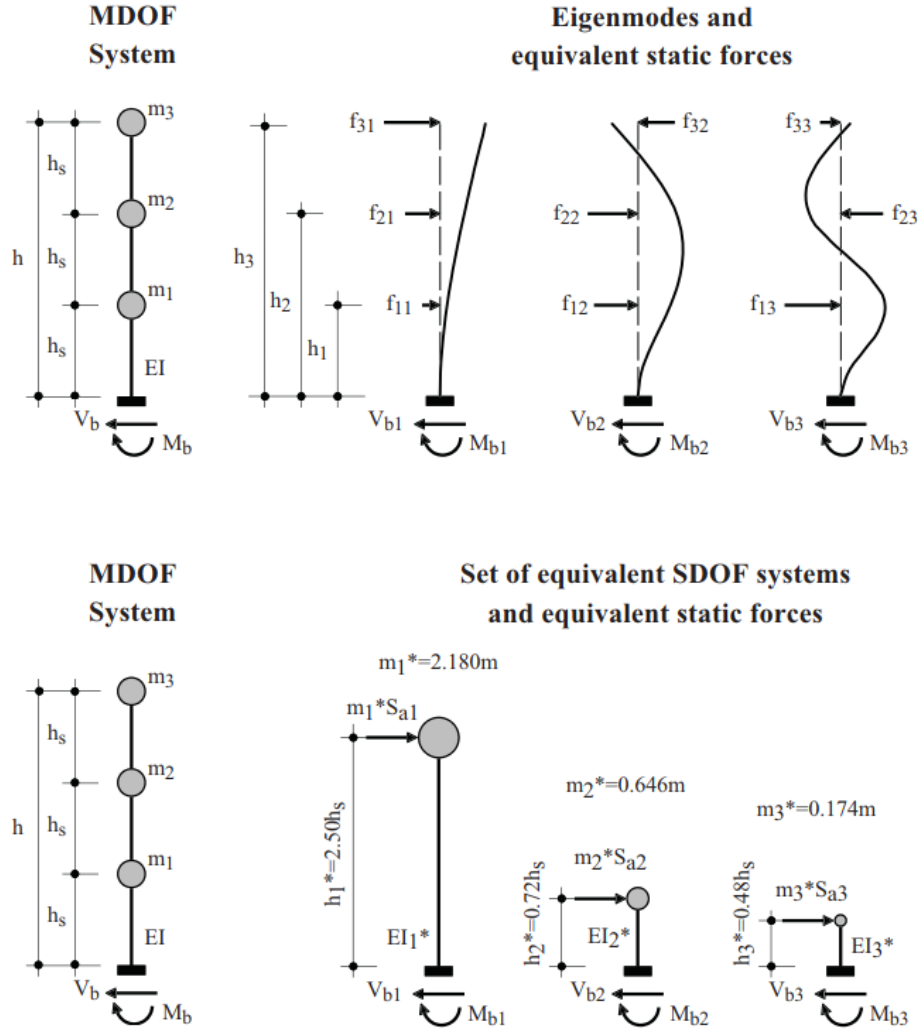 MDOF
System
Eigenmodes and
equivalent static forces
m3
hs
m2
h
hs
m1
hs
EI
Vb
Mb
h3
h2
h1
f31
f21
f11
Vb1
Mb1
f32
f22
f12
Vb2
Mb2
f33
f23
f13
Vb3
Mb3
MDOF
System
Set of equivalent SDOF systems
and equivalent static forces
m3
hs
m2
h
hs
m1
hs
EI
Vb
Mb
m1*=2.180m
m1*Sa1
h1*=2.50hs
EI1*
Vb1
Mb1
m2*=0.646m
m2*Sa2
h2*=0.72hs
EI2*
Vb2
Mb2
m3*=0.174m
m3*Sa3
h3*=0.48hs
EI3*
Vb3
Mb3